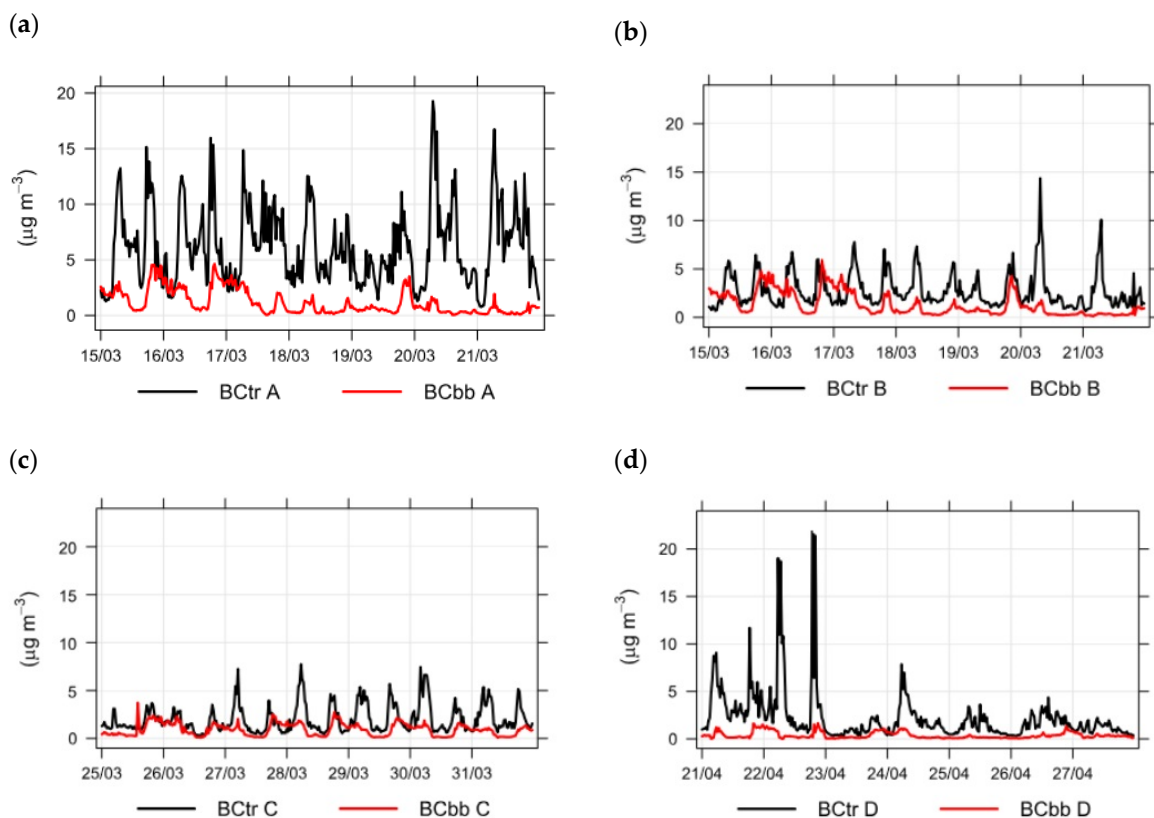 (a)
20
15
10
5
0
(μg m⁻³)
15/03 16/03 17/03 18/03 19/03 20/03 21/03
BCtr A BCbb A
(b)
20
15
10
5
0
(μg m⁻³)
15/03 16/03 17/03 18/03 19/03 20/03 21/03
BCtr B BCbb B
(c)
20
15
10
5
0
(μg m⁻³)
25/03 26/03 27/03 28/03 29/03 30/03 31/03
BCtr C BCbb C
(d)
20
15
10
5
0
(μg m⁻³)
21/04 22/04 23/04 24/04 25/04 26/04 27/04
BCtr D BCbb D